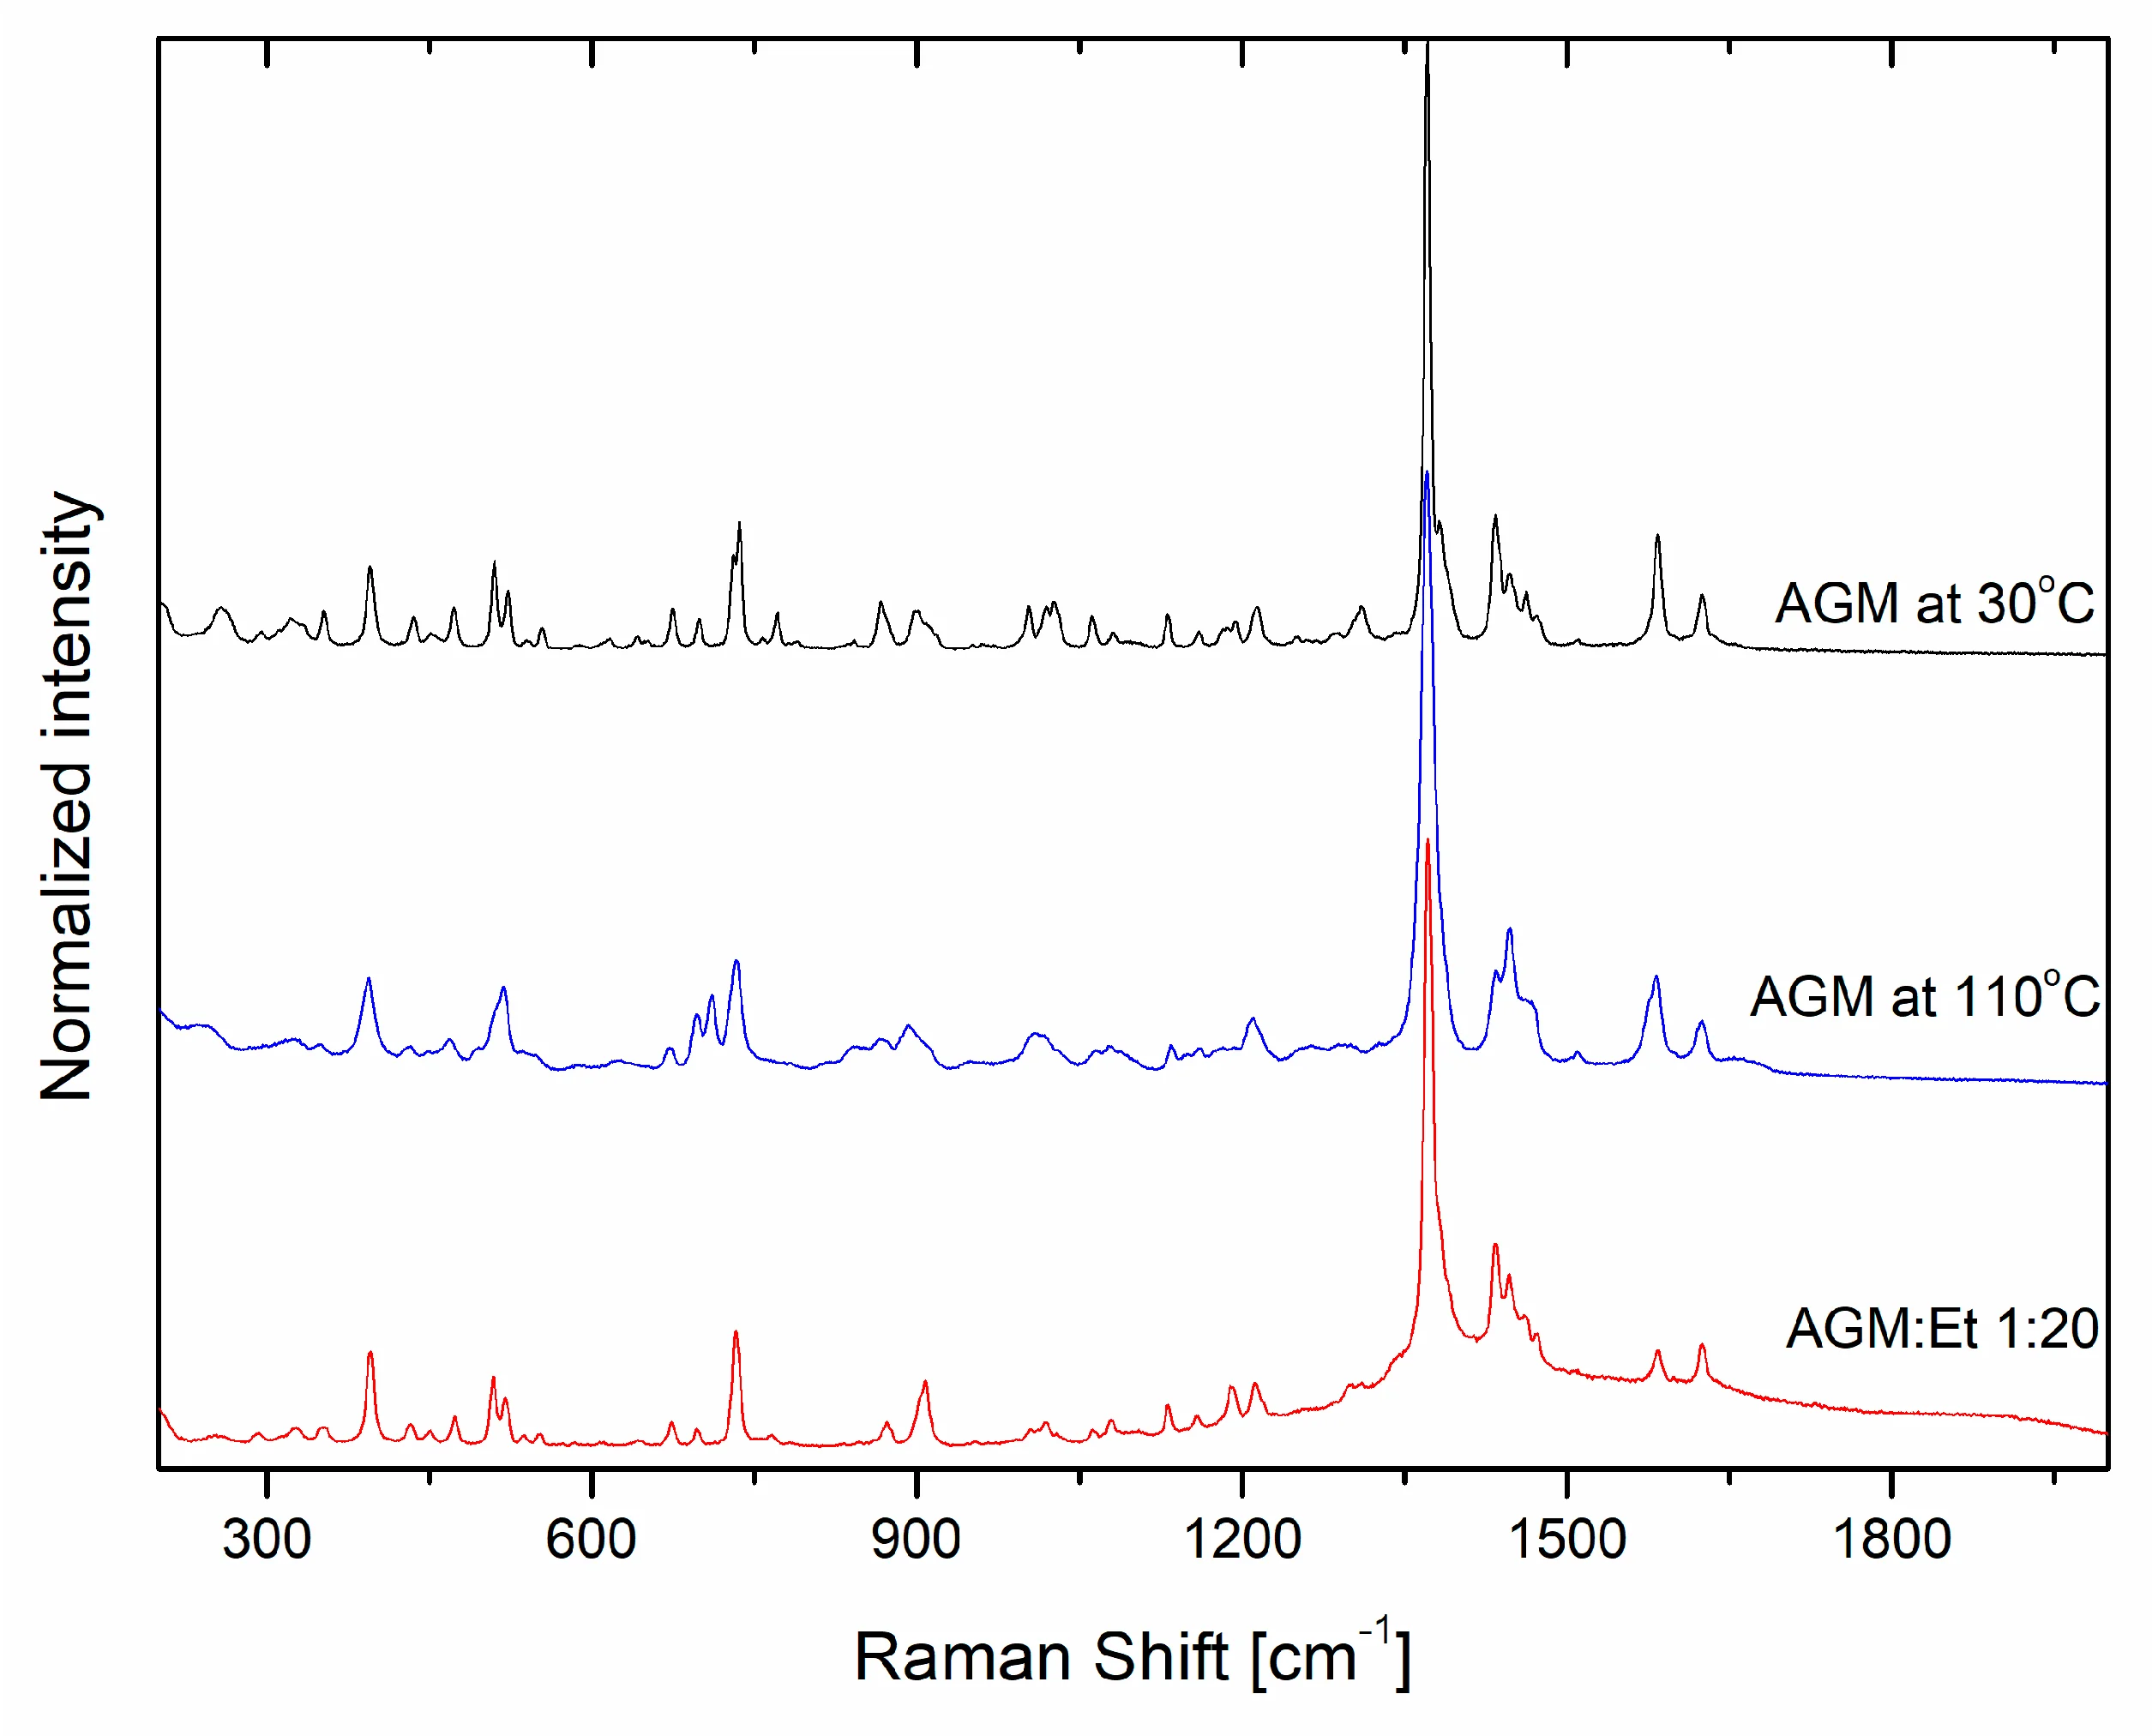 Normalized intensity
AGM at 30°C
AGM at 110°C
AGM:Et 1:20
300 600 900 1200 1500 1800
Raman Shift [cm⁻¹]